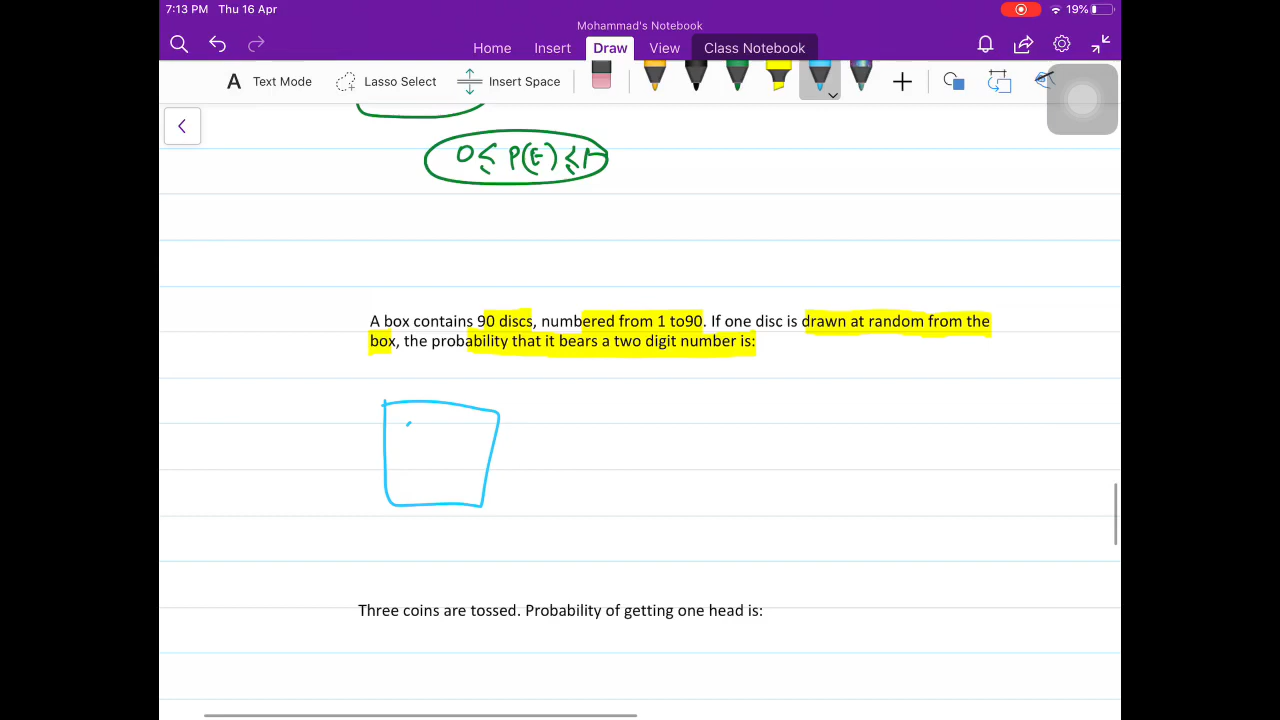 7:13 PM Thu 16 Apr
19%
Mohammad's Notebook
Home Insert Draw View Class Notebook
A Text Mode Lasso Select Insert Space
0 ≤ P(E) ≤ 1
A box contains 90 discs, numbered from 1 to90. If one disc is drawn at random from the
box, the probability that it bears a two digit number is:
Three coins are tossed. Probability of getting one head is: